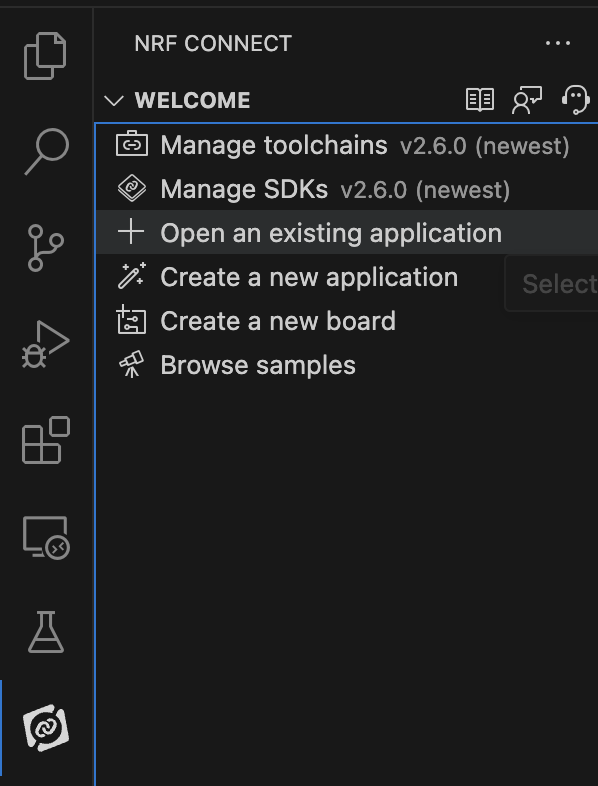 NRF CONNECT
WELCOME
Manage toolchains v2.6.0 (newest)
Manage SDKs v2.6.0 (newest)
Open an existing application
Create a new application
Select
Create a new board
Browse samples